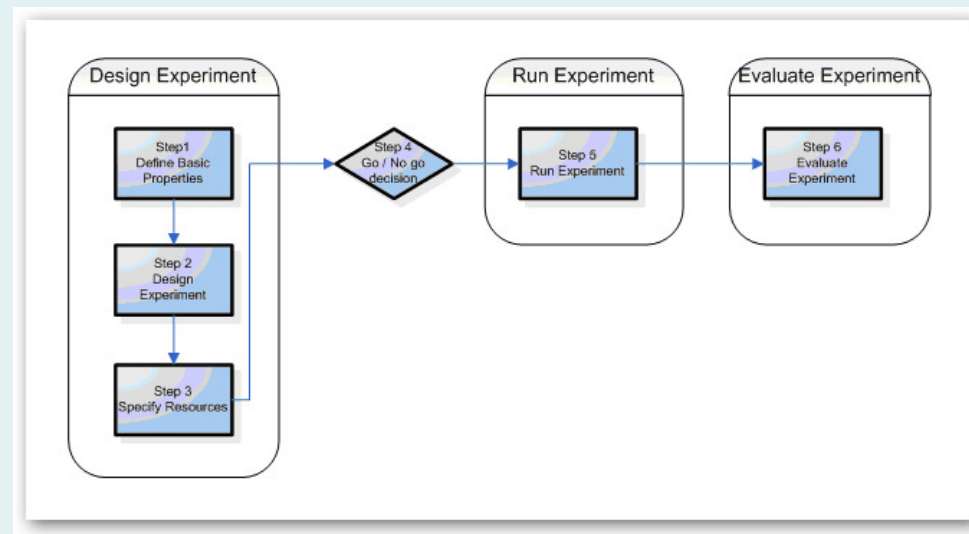 Design Experiment
Step1
Define Basic
Properties
Step 2
Design
Experiment
Step 3
Specify Resources
Step 4
Go / No go
decision
Run Experiment
Step 5
Run Experiment
Evaluate Experiment
Step 6
Evaluate
Experiment